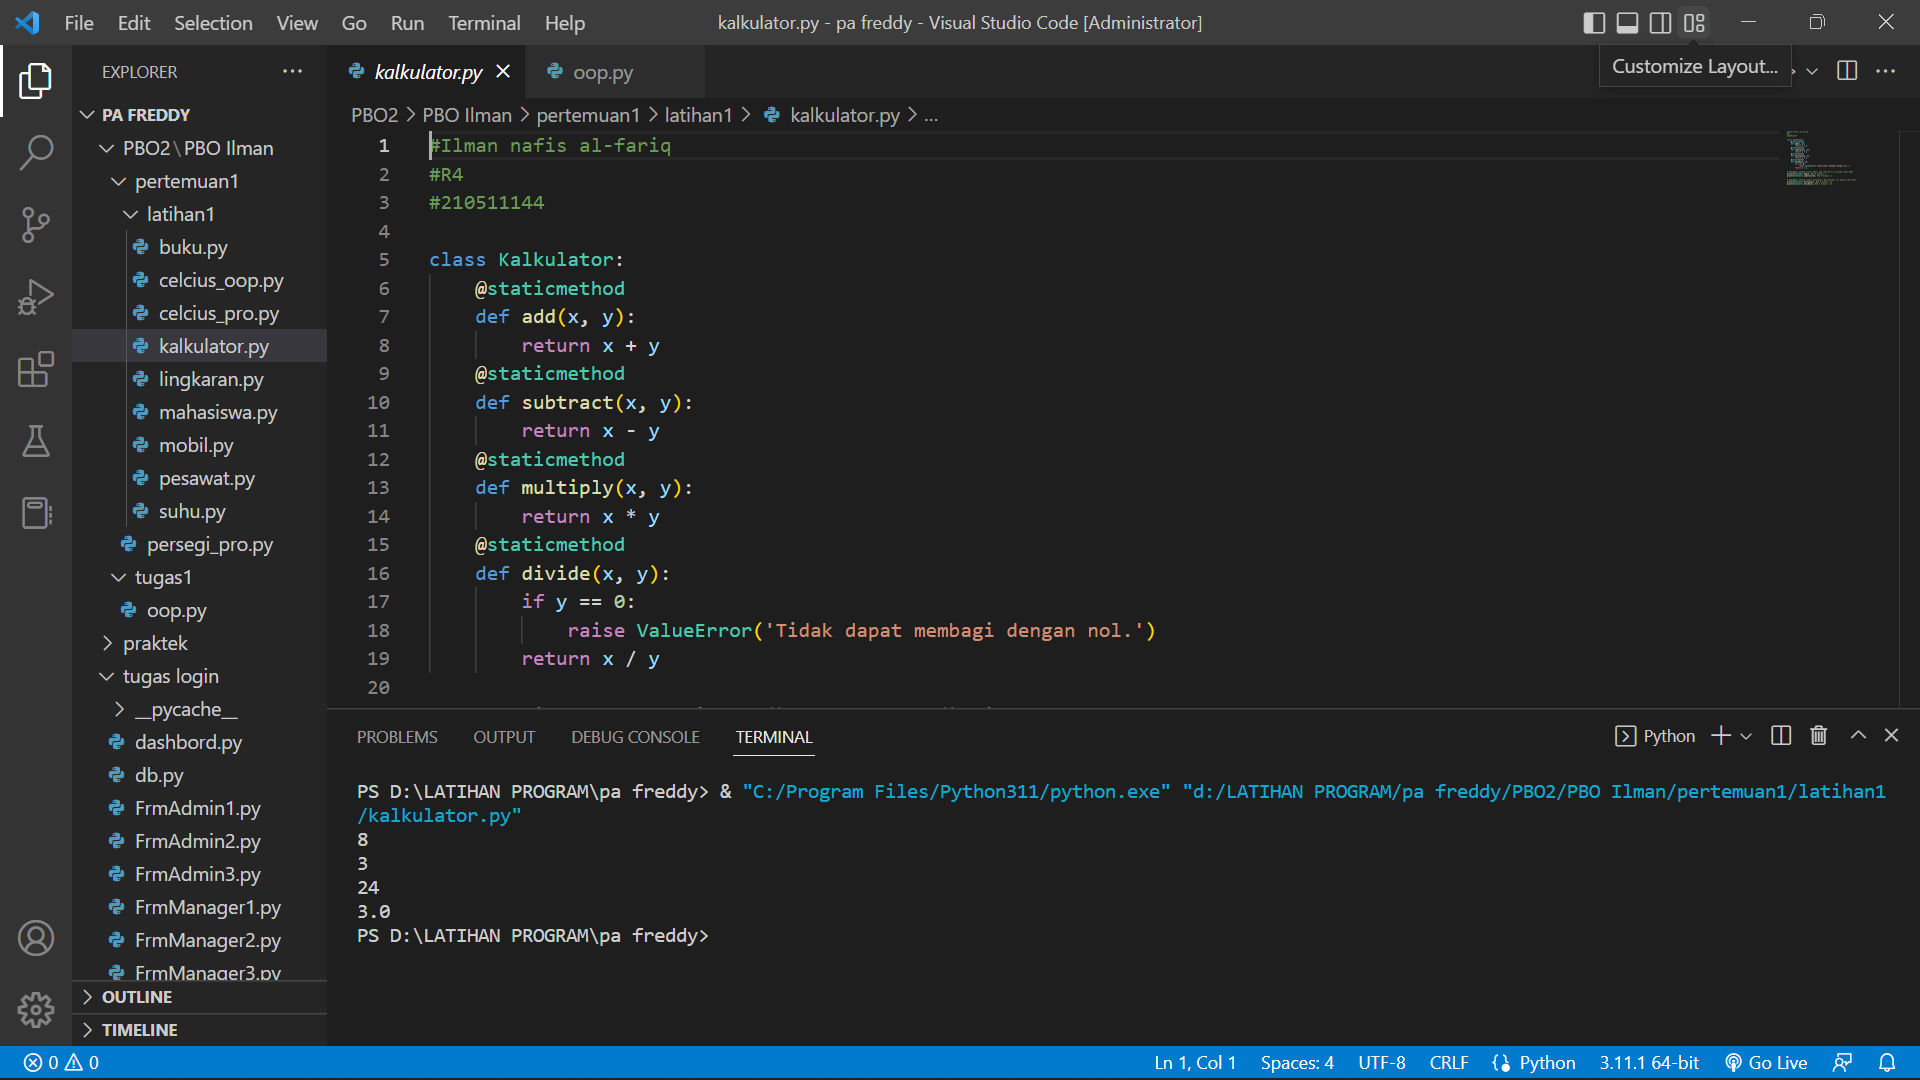 File Edit Selection View Go Run Terminal Help
kalkulator.py - pa freddy - Visual Studio Code [Administrator]
Customize Layout...
EXPLORER
PA FREDDY
PBO2\PBO Ilman
pertemuan1
latihan1
buku.py
celcius_oop.py
celcius_pro.py
kalkulator.py
lingkaran.py
mahasiswa.py
mobil.py
pesawat.py
suhu.py
persegi_pro.py
tugas1
oop.py
praktek
tugas login
__pycache__
dashbord.py
db.py
FrmAdmin1.py
FrmAdmin2.py
FrmAdmin3.py
FrmManager1.py
FrmManager2.py
FrmManager3.py
OUTLINE
TIMELINE
kalkulator.py oop.py
PBO2 > PBO Ilman > pertemuan1 > latihan1 > kalkulator.py > ...
1 #Ilman nafis al-fariq
2 #R4
3 #210511144
4
5 class Kalkulator:
6 @staticmethod
7 def add(x, y):
8 return x + y
9 @staticmethod
10 def subtract(x, y):
11 return x - y
12 @staticmethod
13 def multiply(x, y):
14 return x * y
15 @staticmethod
16 def divide(x, y):
17 if y == 0:
18 raise ValueError('Tidak dapat membagi dengan nol.')
19 return x / y
20
PROBLEMS OUTPUT DEBUG CONSOLE TERMINAL
Python
PS D:\LATIHAN PROGRAM\pa freddy> & "C:/Program Files/Python311/python.exe" "d:/LATIHAN PROGRAM/pa freddy/PBO2/PBO Ilman/pertemuan1/latihan1
/kalkulator.py"
8
3
24
3.0
PS D:\LATIHAN PROGRAM\pa freddy>
0 0 Ln 1, Col 1 Spaces: 4 UTF-8 CRLF Python 3.11.1 64-bit Go Live